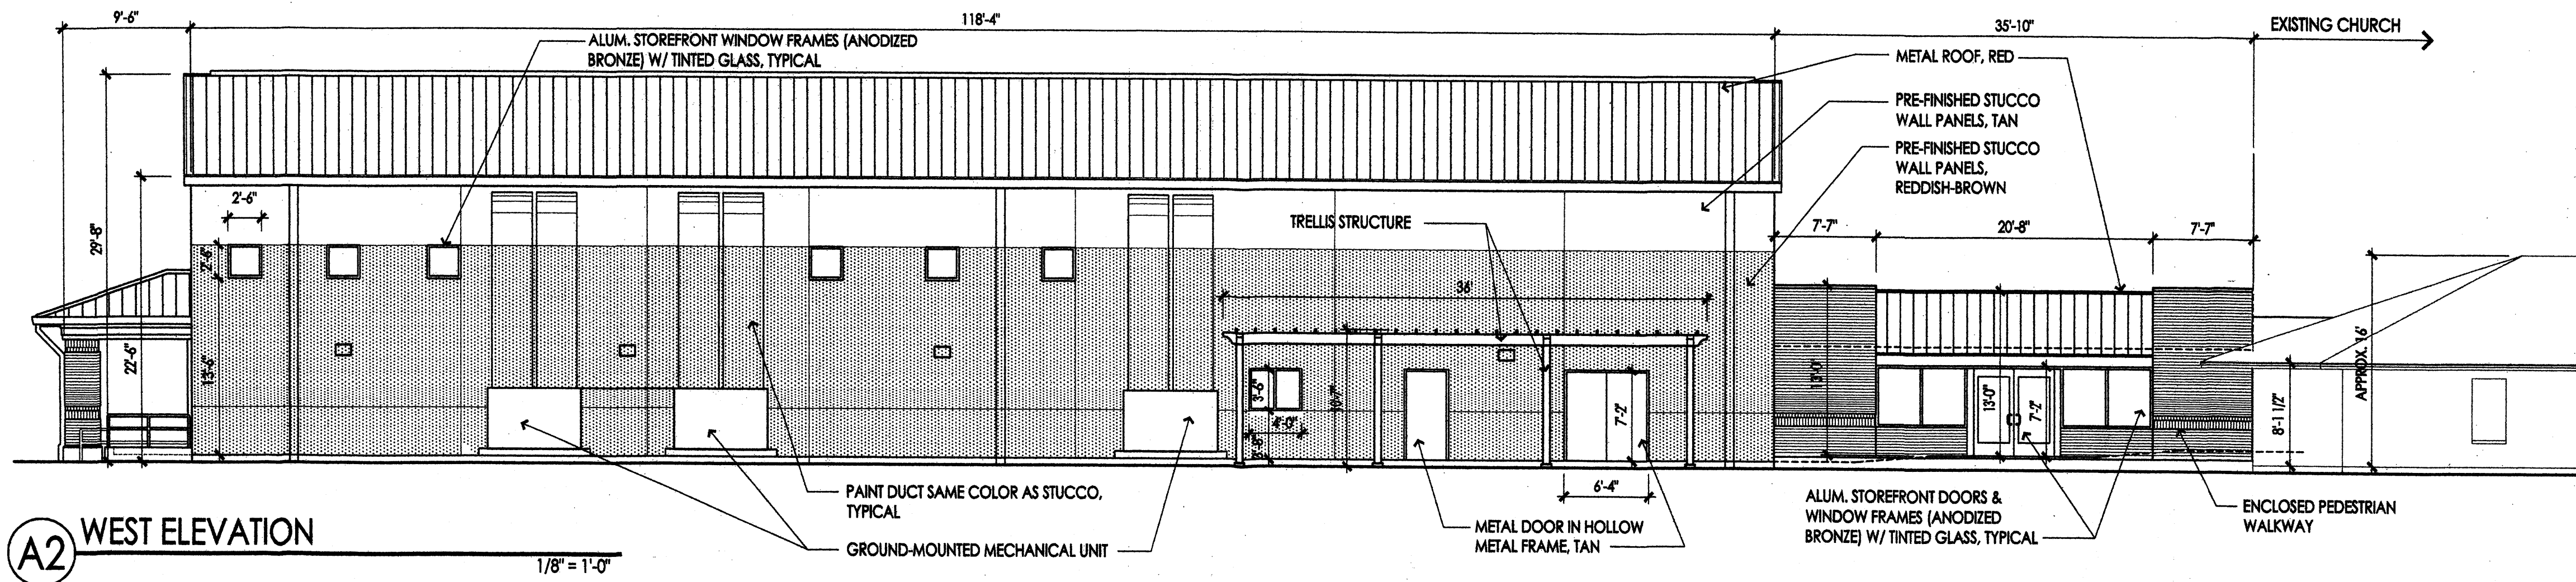 9'-6"
118'-4"
35'-10"
EXISTING CHURCH
ALUM. STOREFRONT WINDOW FRAMES (ANODIZED
BRONZE) W/ TINTED GLASS, TYPICAL
METAL ROOF, RED
PRE-FINISHED STUCCO
WALL PANELS, TAN
PRE-FINISHED STUCCO
WALL PANELS,
REDDISH-BROWN
29'-8"
22'-6"
2'-6"
2'-6"
13'-6"
TRELLIS STRUCTURE
36'
7'-7"
20'-8"
7'-7"
3'-6"
4'-0"
10'-7"
7'-2"
6'-4"
13'-0"
13'-0"
7'-2"
8'-1 1/2"
APPROX. 16'
PAINT DUCT SAME COLOR AS STUCCO,
TYPICAL
GROUND-MOUNTED MECHANICAL UNIT
METAL DOOR IN HOLLOW
METAL FRAME, TAN
ALUM. STOREFRONT DOORS &
WINDOW FRAMES (ANODIZED
BRONZE) W/ TINTED GLASS, TYPICAL
ENCLOSED PEDESTRIAN
WALKWAY
A2
WEST ELEVATION
1/8" = 1'-0"